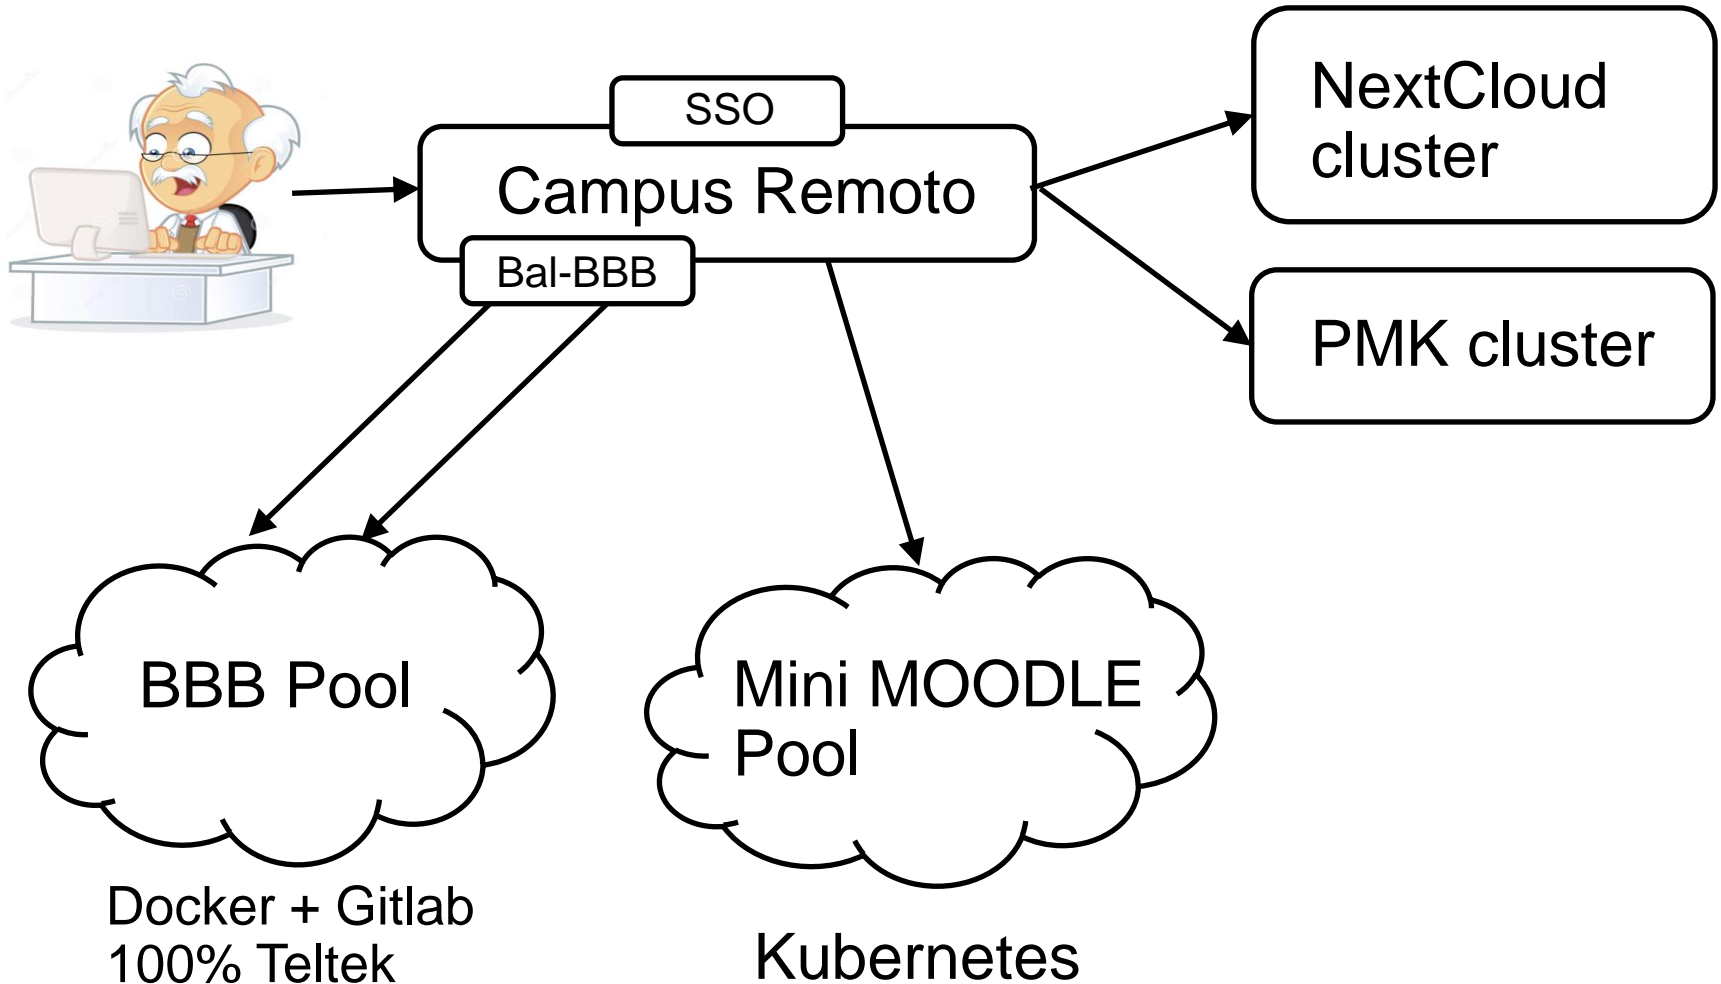 SSO
Campus Remoto
Bal-BBB
NextCloud
cluster
PMK cluster
BBB Pool
Mini MOODLE
Pool
Docker + Gitlab
100% Teltek
Kubernetes